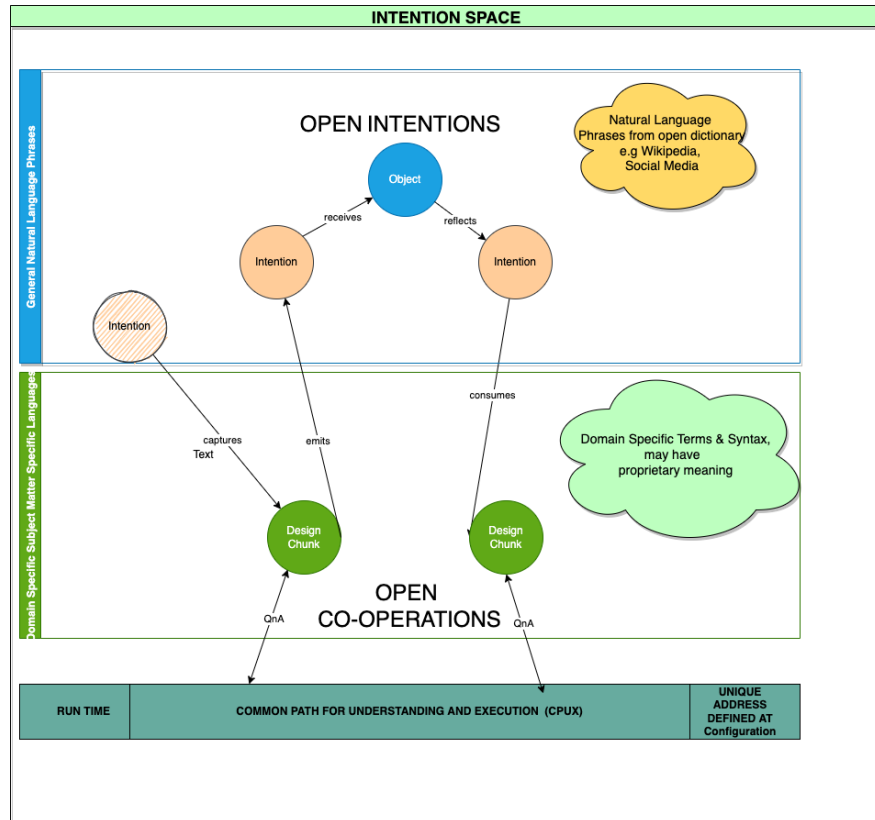 INTENTION SPACE
General Natural Language Phrases
OPEN INTENTIONS
Natural Language
Phrases from open dictionary
e.g Wikipedia,
Social Media
Object
receives
reflects
Intention
Intention
Intention
Domain Specific Subject Matter Specific Languages
consumes
captures
emits
Text
Domain Specific Terms & Syntax,
may have
proprietary meaning
Design
Chunk
Design
Chunk
OPEN
CO-OPERATIONS
QnA
QnA
RUN TIME
COMMON PATH FOR UNDERSTANDING AND EXECUTION (CPUX)
UNIQUE
ADDRESS
DEFINED AT
Configuration